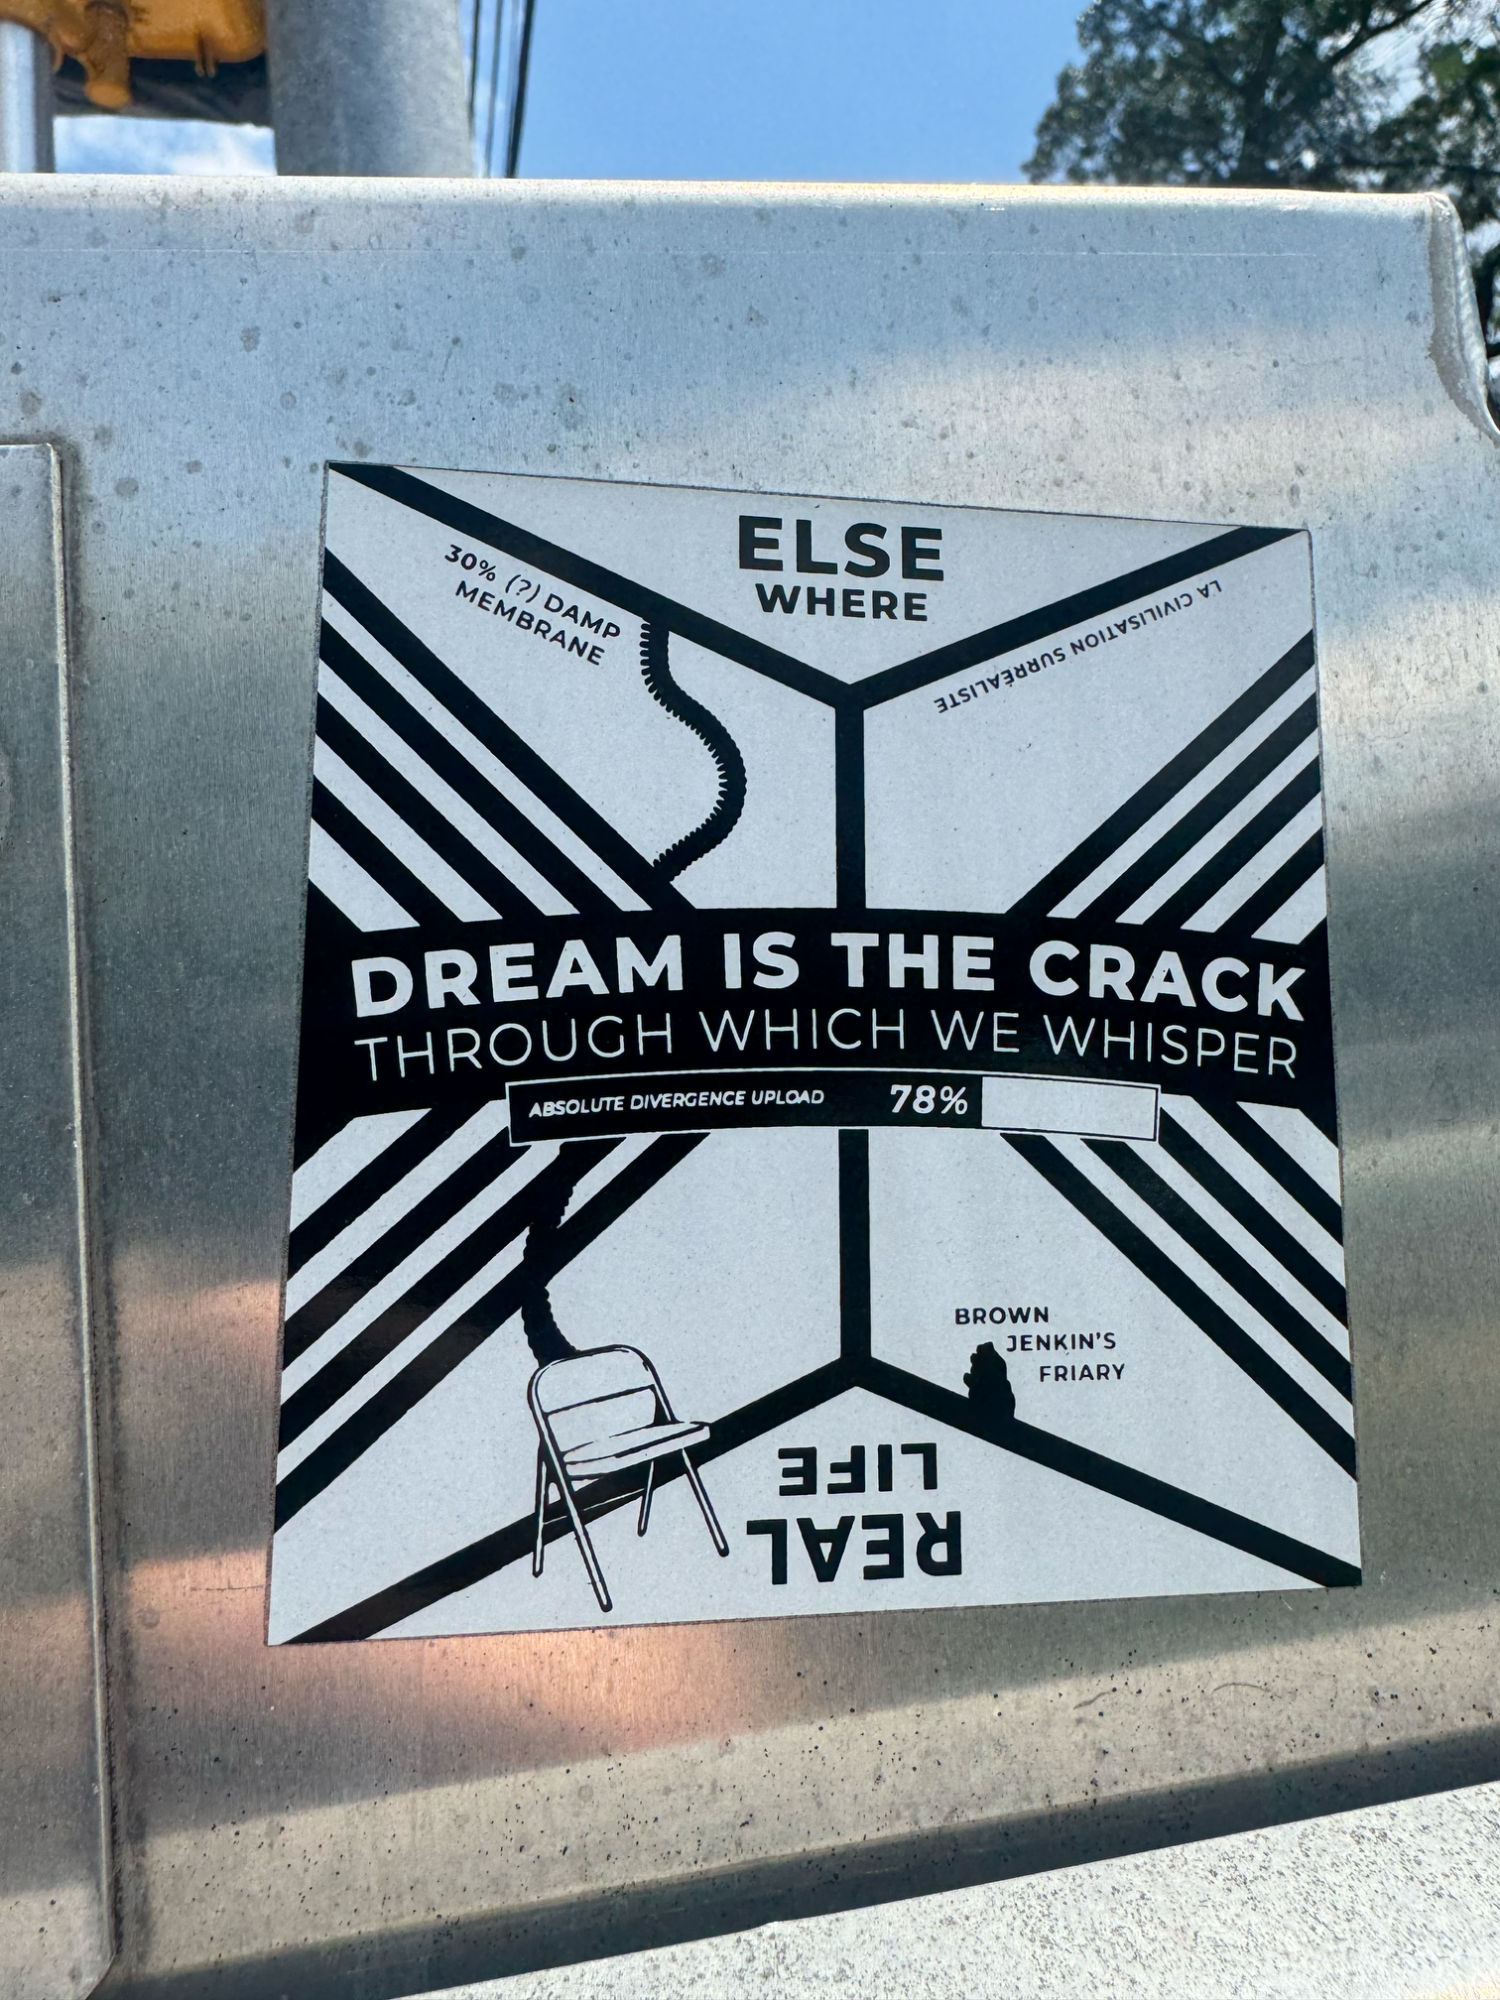 ELSE
WHERE
30% (?) DAMP
MEMBRANE
LA CIVILISATION SURRÉALISTE
DREAM IS THE CRACK
THROUGH WHICH WE WHISPER
ABSOLUTE DIVERGENCE UPLOAD 78%
BROWN
JENKIN'S
FRIARY
REAL
LIFE